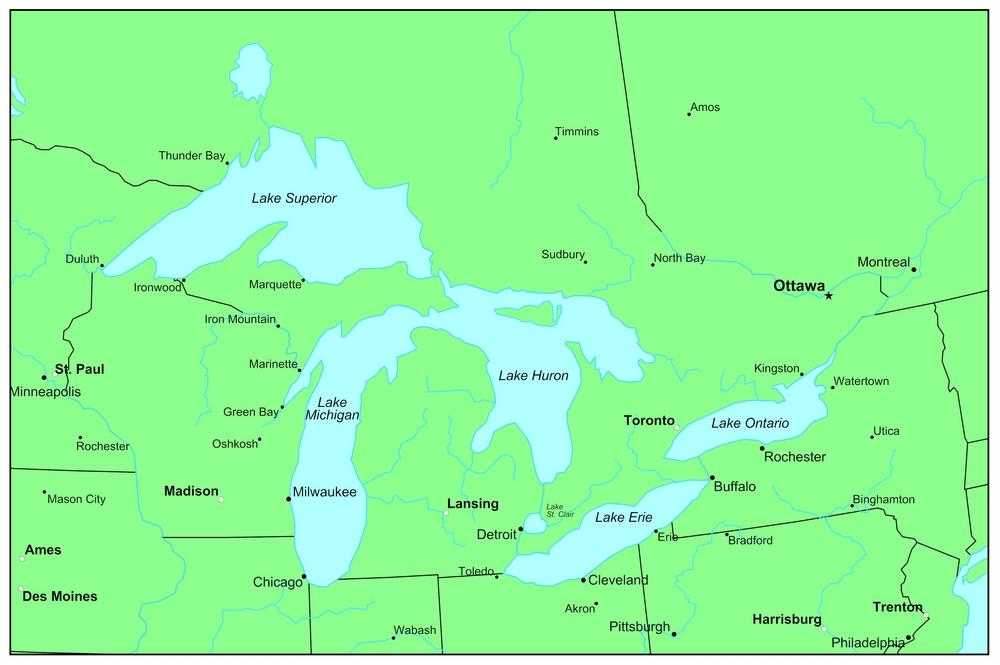 Amos
Timmins
Thunder Bay
Lake Superior
Sudbury
North Bay
Duluth
Montreal
Ironwood
Marquette
Ottawa
Iron Mountain
Marinette
St. Paul
Lake Huron
Kingston
Watertown
Minneapolis
Green Bay
Lake
Michigan
Toronto
Lake Ontario
Utica
Rochester
Oshkosh
Rochester
Mason City
Madison
Milwaukee
Buffalo
Lansing
Lake
St. Clair
Lake Erie
Binghamton
Detroit
Erie
Bradford
Ames
Toledo
Chicago
Cleveland
Des Moines
Akron
Trenton
Wabash
Pittsburgh
Harrisburg
Philadelphia